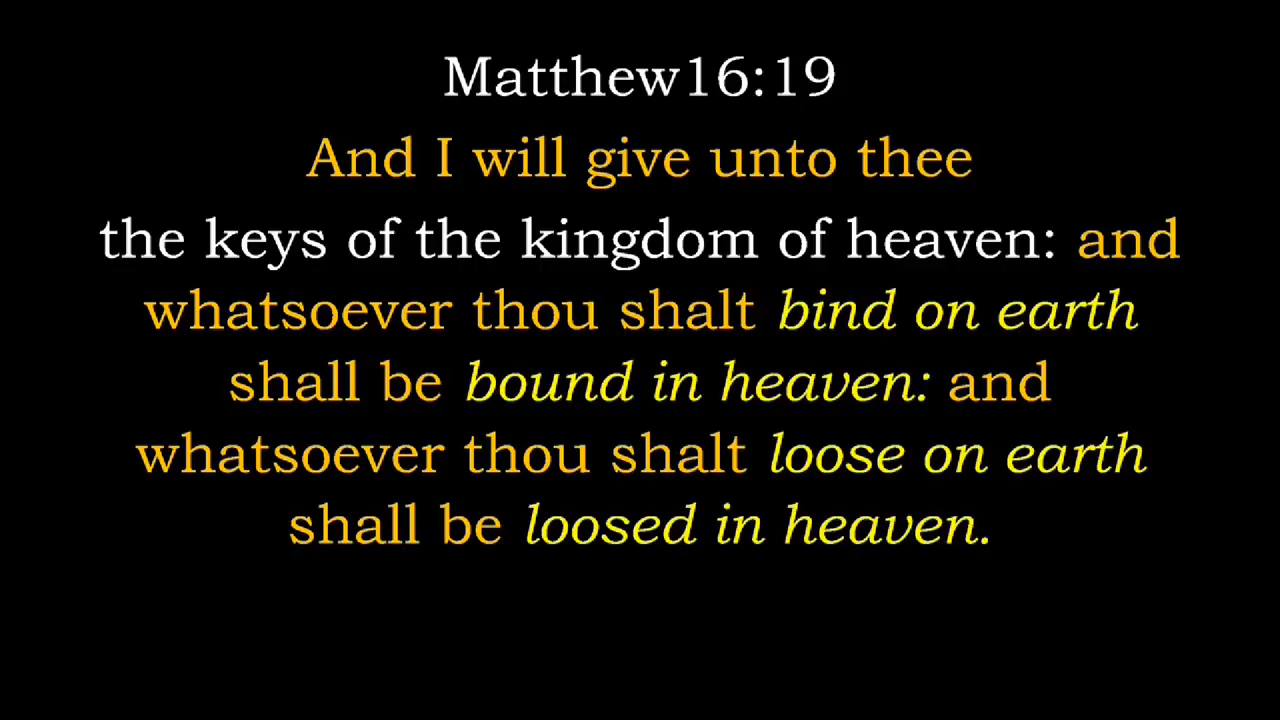 Matthew16:19
And I will give unto thee
the keys of the kingdom of heaven: and
whatsoever thou shalt bind on earth
shall be bound in heaven: and
whatsoever thou shalt loose on earth
shall be loosed in heaven.